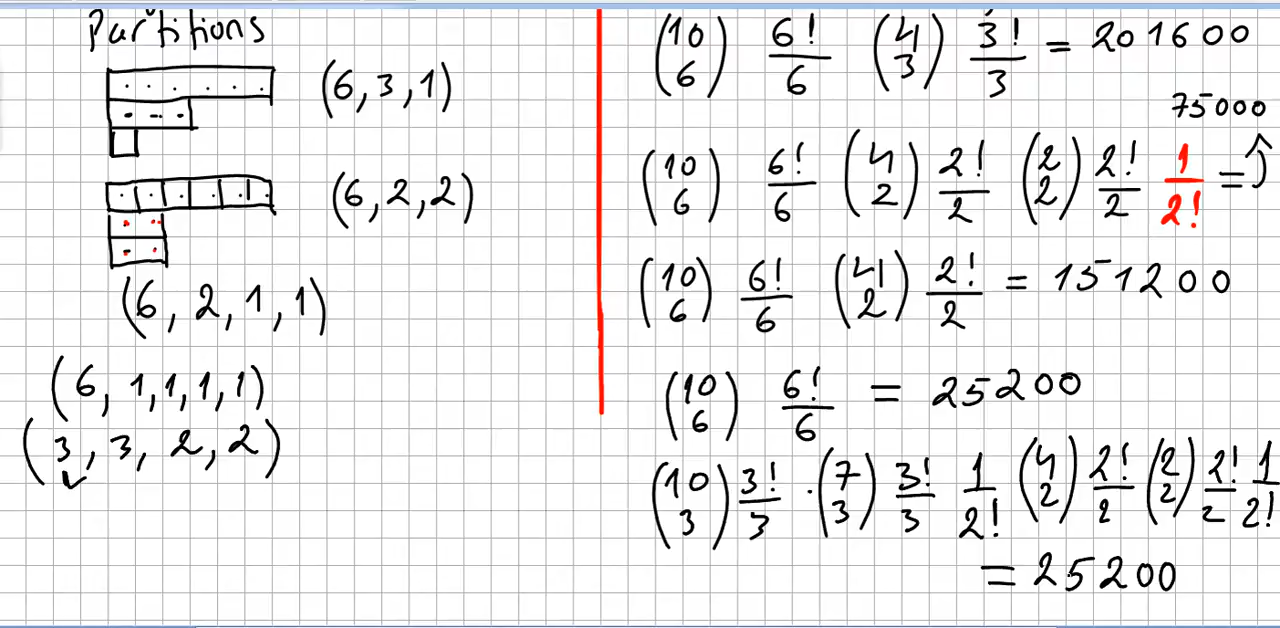 Partitions
(6, 3, 1)
(6, 2, 2)
(6, 2, 1, 1)
(6, 1, 1, 1, 1)
(3, 3, 2, 2)
(10 6) 6!/6 (4 3) 3!/3 = 201600
75000
(10 6) 6!/6 (4 2) 2!/2 (2 2) 2!/2 1/2! =
(10 6) 6!/6 (4 2) 2!/2 = 151200
(10 6) 6!/6 = 25200
(10 3) 3!/3 · (7 3) 3!/3 1/2! (4 2) 2!/2 (2 2) 2!/2 1/2!
= 25200